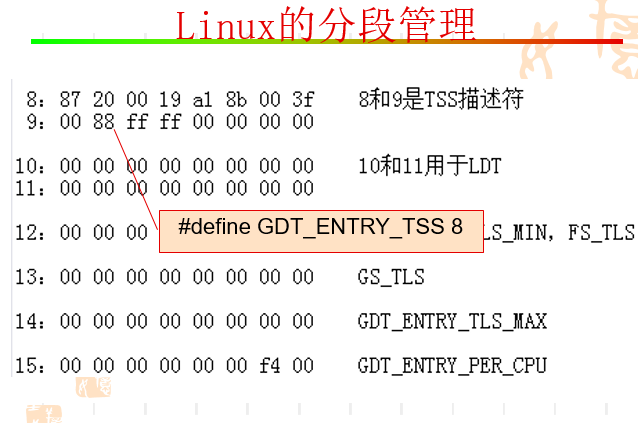 Linux的分段管理
8: 87 20 00 19 a1 8b 00 3f 8和9是TSS描述符
9: 00 88 ff ff 00 00 00 00
10: 00 00 00 00 00 00 00 00 10和11用于LDT
11: 00 00 00 00 00 00 00 00
#define GDT_ENTRY_TSS 8
12: 00 00 00 LS_MIN, FS_TLS
13: 00 00 00 00 00 00 00 00 GS_TLS
14: 00 00 00 00 00 00 00 00 GDT_ENTRY_TLS_MAX
15: 00 00 00 00 00 00 f4 00 GDT_ENTRY_PER_CPU